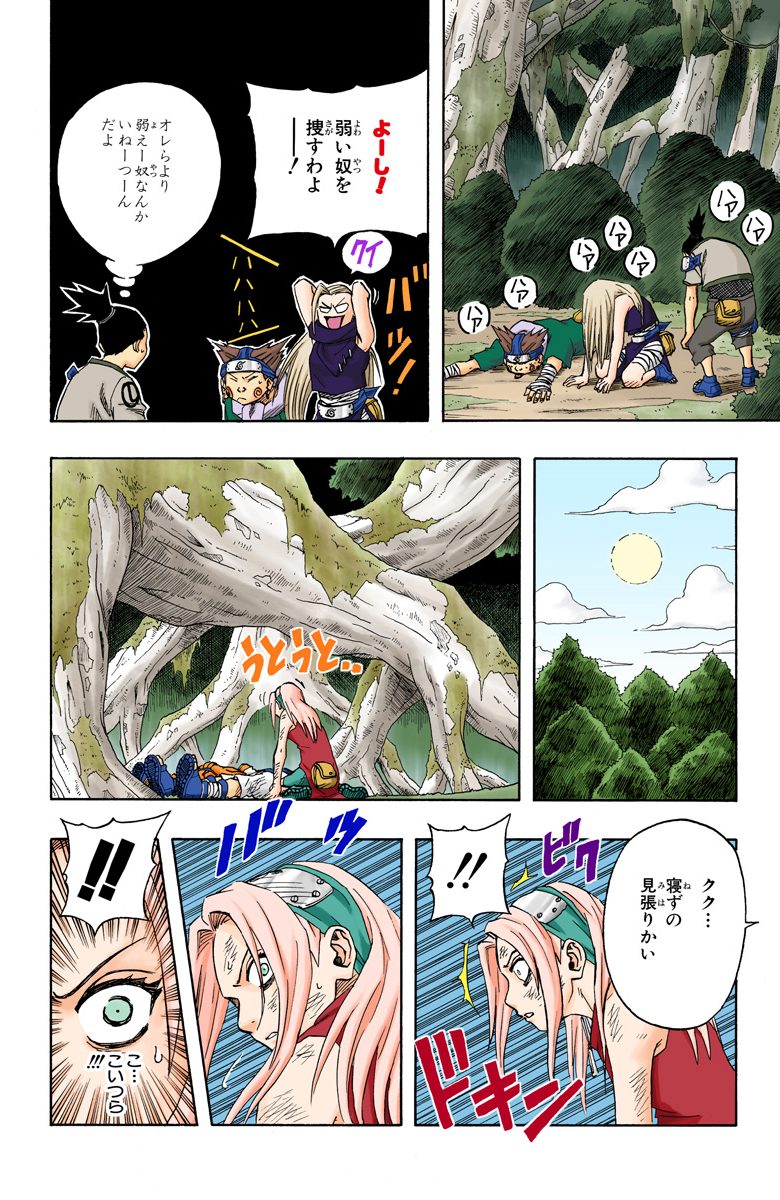 ハァ
ハァ
ハァ
ハァ
ハァ
ハァ
よーし!
弱い奴を
捜すわよ
――!
クイ
バッ!
ハハハ
オレらより
弱えー奴なんか
いねーつーん
だよ
うとうと‥
クク…
寝ずの
見張りかい
ビク
!!
ドキン
バッ
!!
こ…
こいつら
!!!